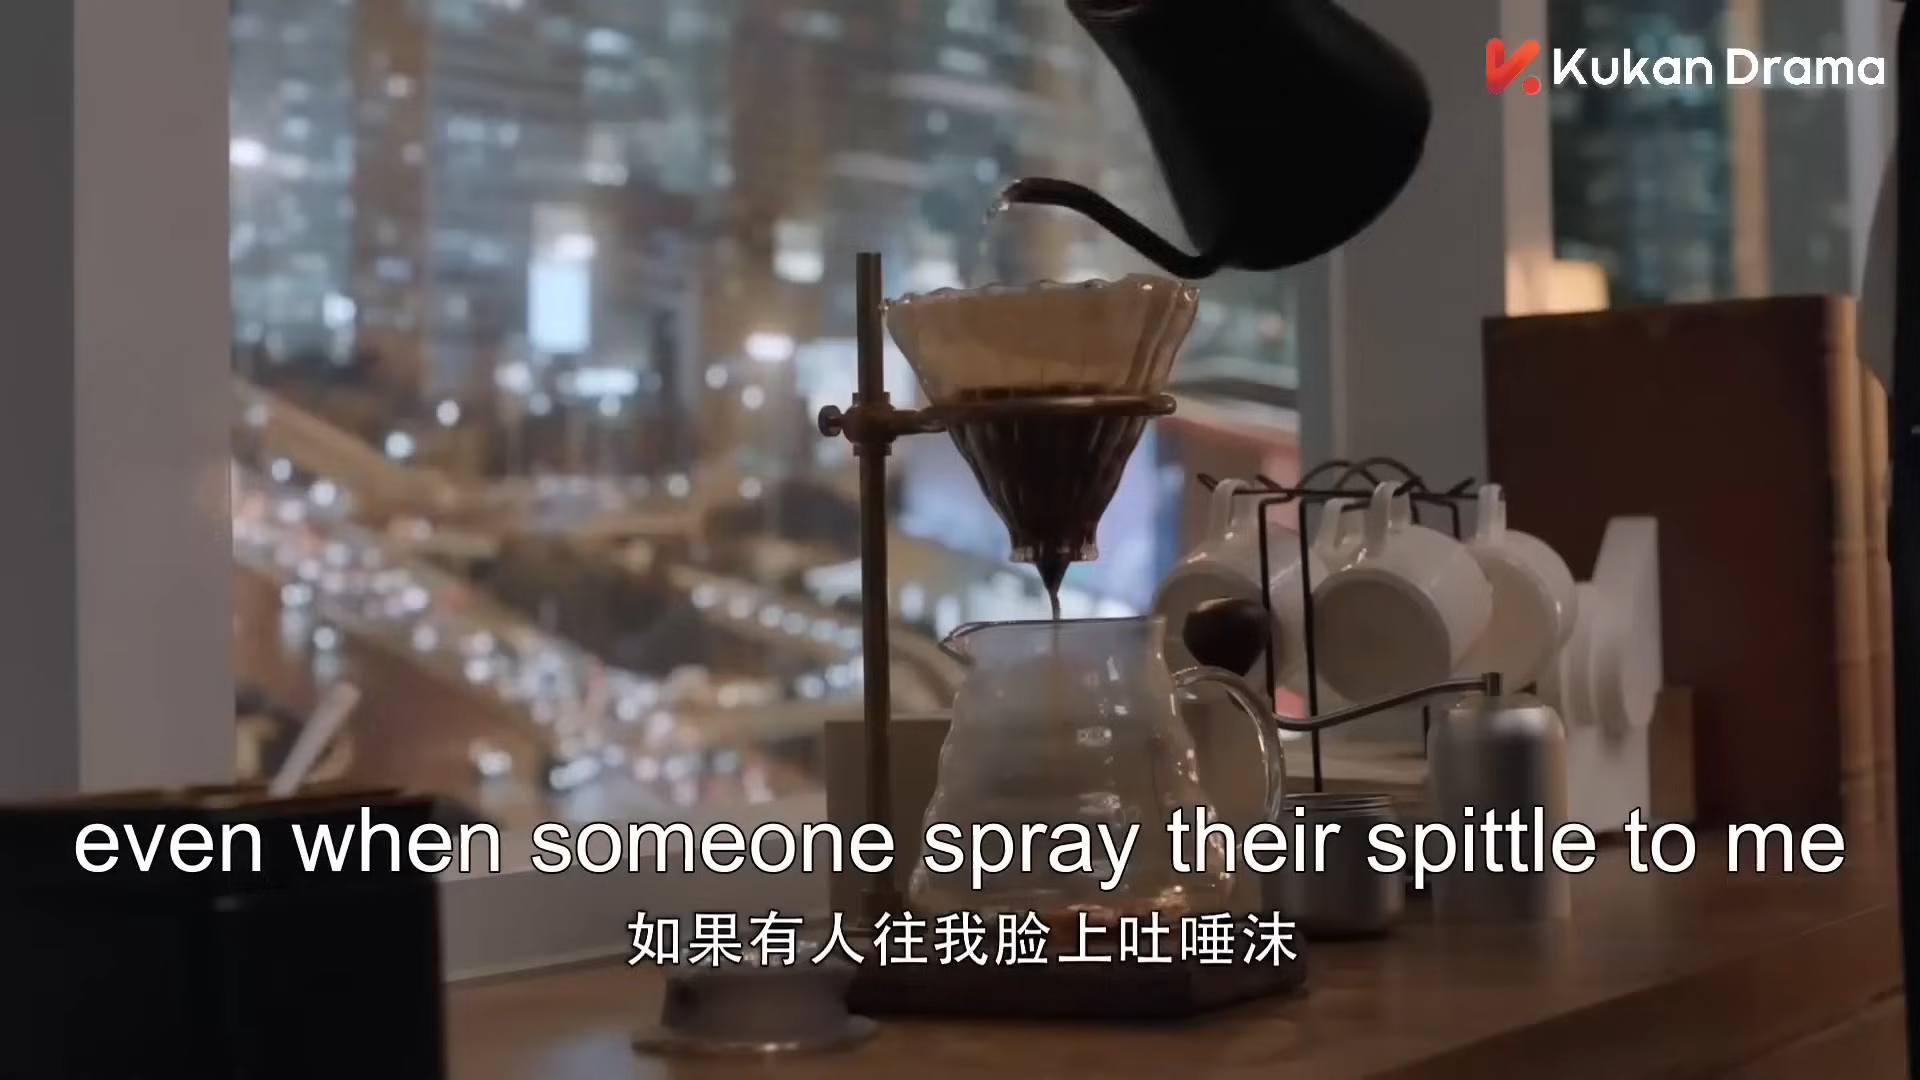 Kukan Drama
even when someone spray their spittle to me
如果有人往我脸上吐唾沫